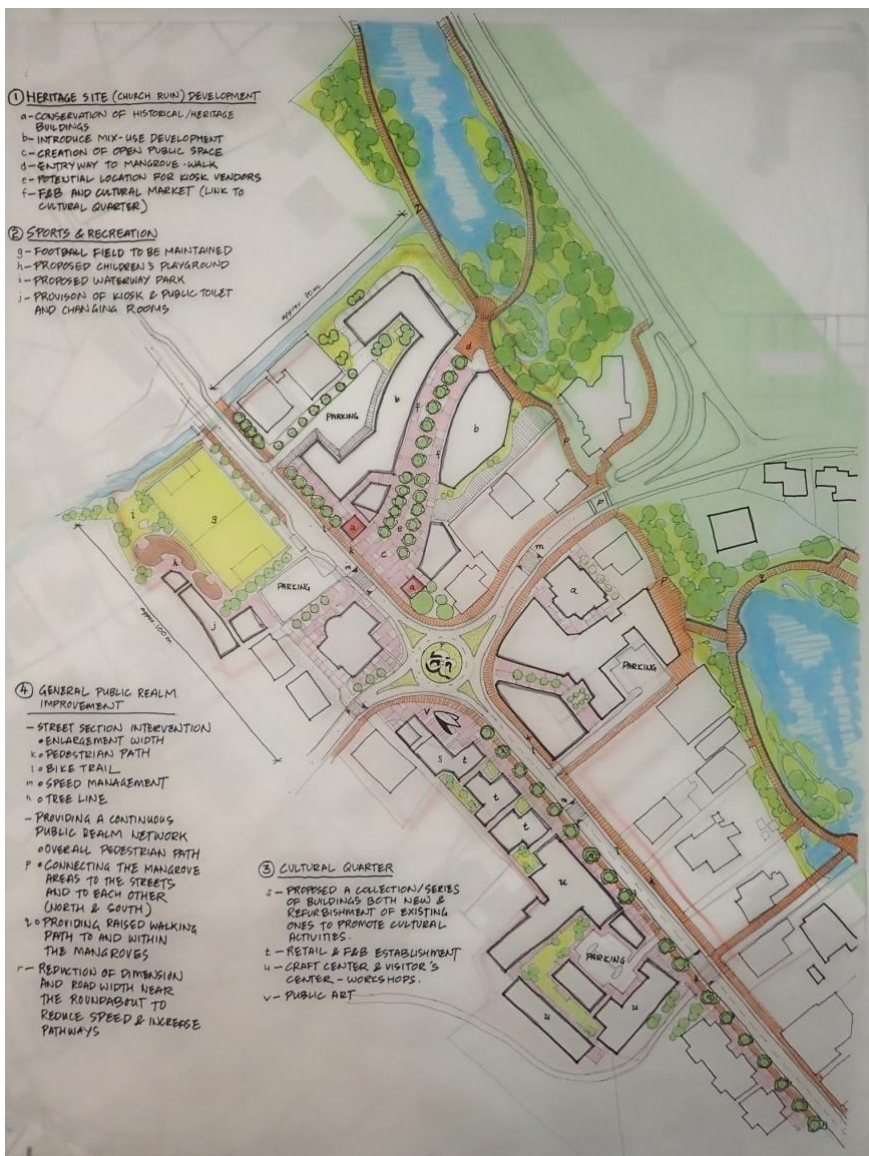 ① HERITAGE SITE (CHURCH RUIN) DEVELOPMENT
a-CONSERVATION OF HISTORICAL/HERITAGE
BUILDINGS
b-INTRODUCE MIX-USE DEVELOPMENT
c-CREATION OF OPEN PUBLIC SPACE
d-ENTRYWAY TO MANGROVE-WALK
e-POTENTIAL LOCATION FOR KIOSK VENDORS
f-F&B AND CULTURAL MARKET (LINK TO
CULTURAL QUARTER)
② SPORTS & RECREATION
g-FOOTBALL FIELD TO BE MAINTAINED
h-PROPOSED CHILDREN'S PLAYGROUND
i-PROPOSED WATERWAY PARK
j-PROVISON OF KIOSK & PUBLIC TOILET
AND CHANGING ROOMS
approx. 70m
d
PARKING
b
f
b
f
p
p
i
g
h
j
PARKING
approx. 100m
l
a
e
k
c
m
a
m
a
PARKING
p
q
r
v
s
t
t
t
k
l
n
u
u
u
PARKING
④ GENERAL PUBLIC REALM
IMPROVEMENT
- STREET SECTION INTERVENTION
• ENLARGEMENT WIDTH
k • PEDESTRIAN PATH
l • BIKE TRAIL
m • SPEED MANAGEMENT
n • TREE LINE
- PROVIDING A CONTINUOUS
PUBLIC REALM NETWORK
• OVERALL PEDESTRIAN PATH
p • CONNECTING THE MANGROVE
AREAS TO THE STREETS
AND TO EACH OTHER
(NORTH & SOUTH)
q • PROVIDING RAISED WALKING
PATH TO AND WITHIN
THE MANGROVES
r - REDUCTION OF DIMENSION
AND ROAD WIDTH NEAR
THE ROUNDABOUT TO
REDUCE SPEED & INCREASE
PATHWAYS
③ CULTURAL QUARTER
s - PROPOSED A COLLECTION/SERIES
OF BUILDINGS BOTH NEW &
REFURBISHMENT OF EXISTING
ONES TO PROMOTE CULTURAL
ACTIVITIES.
t - RETAIL & F&B ESTABLISHMENT
u - CRAFT CENTER & VISITOR'S
CENTER - WORKSHOPS.
v - PUBLIC ART